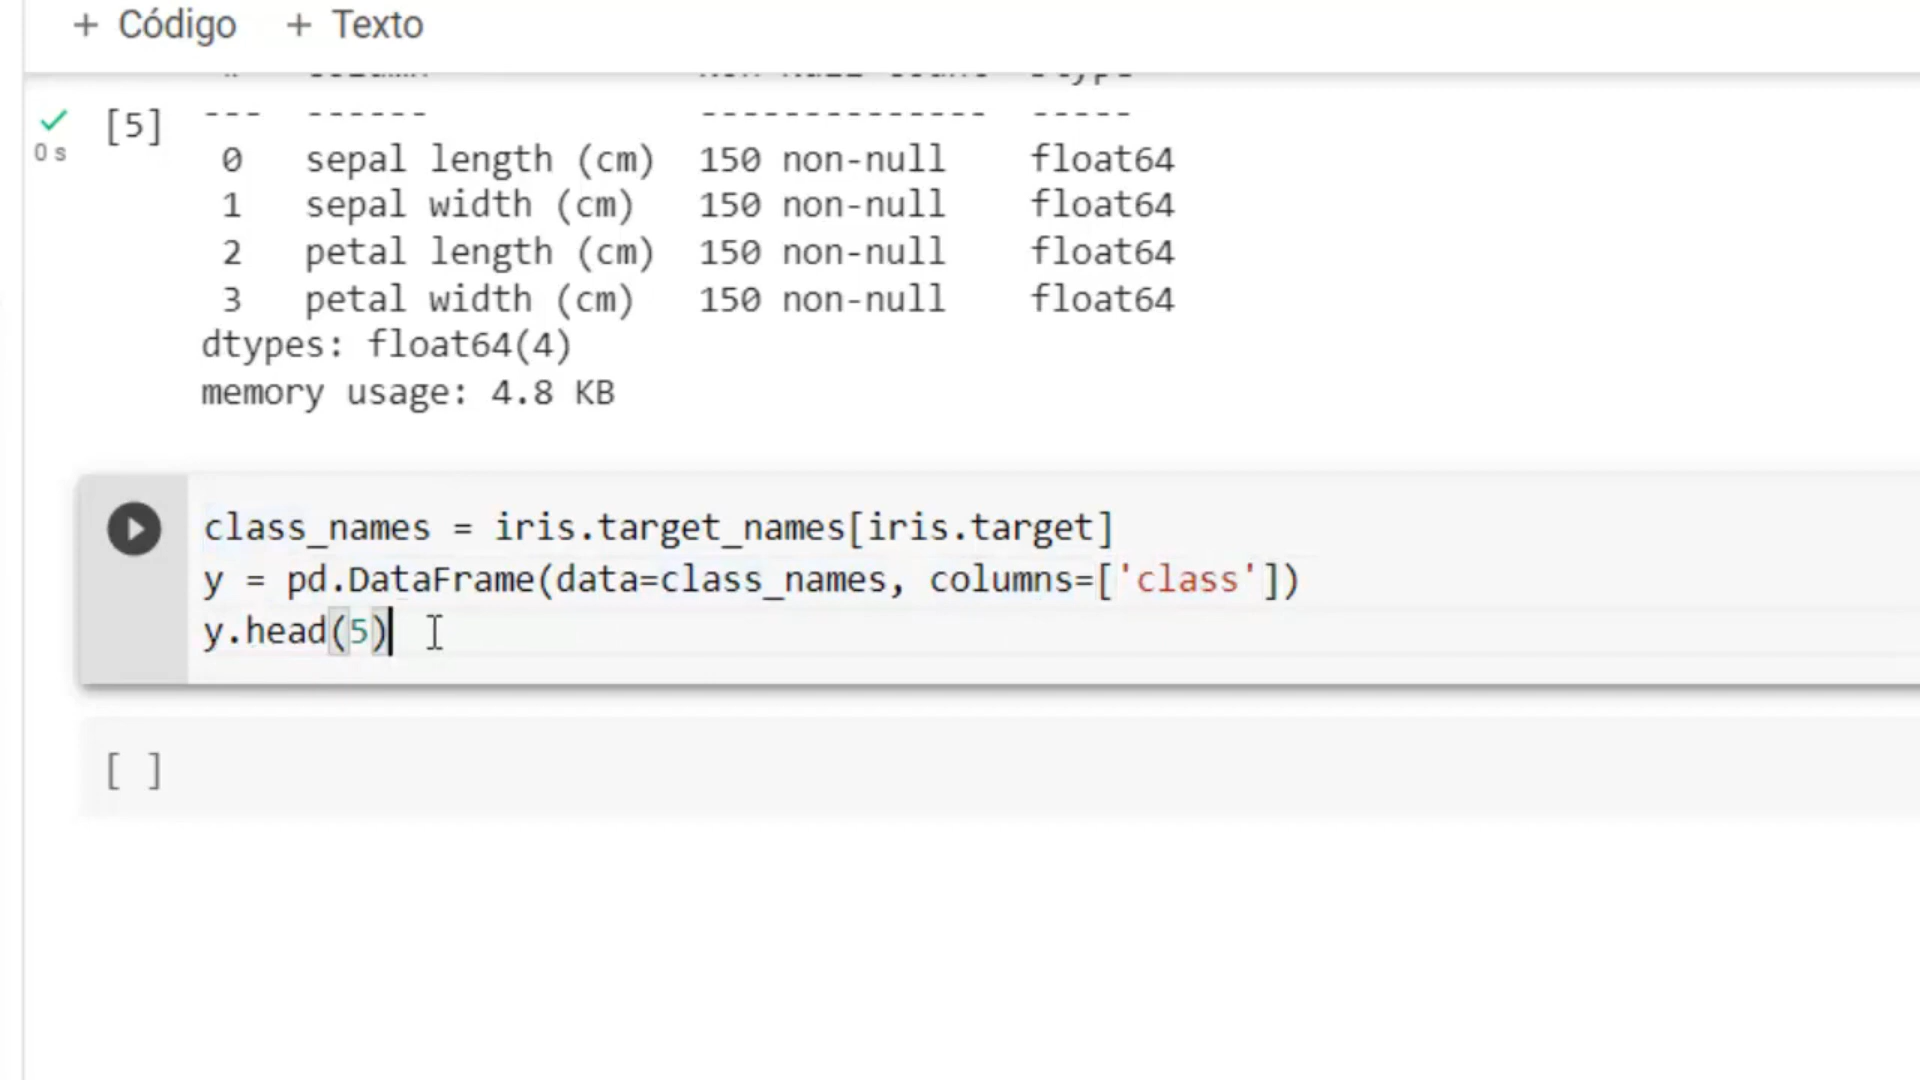 + Código + Texto
[5] --- ------ -------------- -----
0 s
0 sepal length (cm) 150 non-null float64
1 sepal width (cm) 150 non-null float64
2 petal length (cm) 150 non-null float64
3 petal width (cm) 150 non-null float64
dtypes: float64(4)
memory usage: 4.8 KB
class_names = iris.target_names[iris.target]
y = pd.DataFrame(data=class_names, columns=['class'])
y.head(5)
[ ]